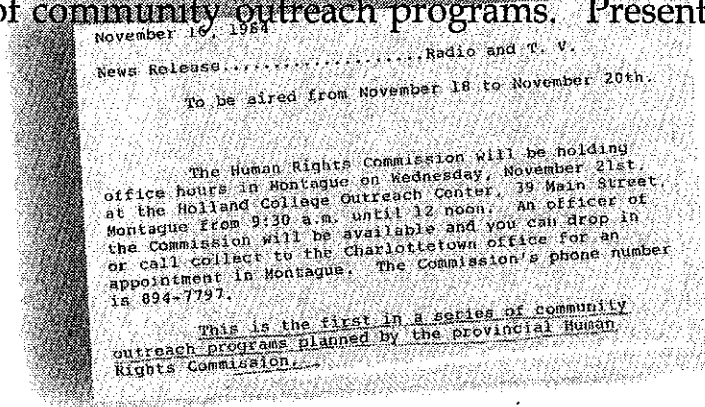 of community outreach programs. Present
November 16, 1984
News Release....................Radio and T. V.
To be aired from November 18 to November 20th.
The Human Rights Commission will be holding
office hours in Montague on Wednesday, November 21st,
at the Holland College Outreach Center, 39 Main Street,
Montague from 9:30 a.m. until 12 noon. An officer of
the Commission will be available and you can drop in
or call collect to the Charlottetown office for an
appointment in Montague. The Commission's phone number
is 894-7797.
This is the first in a series of community
outreach programs planned by the provincial Human
Rights Commission.